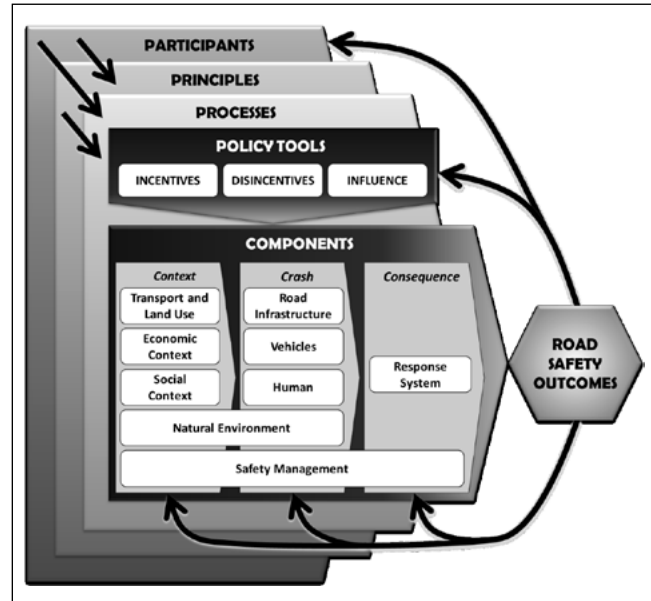 PARTICIPANTS
PRINCIPLES
PROCESSES
POLICY TOOLS
INCENTIVES
DISINCENTIVES
INFLUENCE
COMPONENTS
Context
Crash
Consequence
Transport and
Land Use
Road
Infrastructure
Economic
Context
Vehicles
Response
System
Social
Context
Human
Natural Environment
Safety Management
ROAD
SAFETY
OUTCOMES